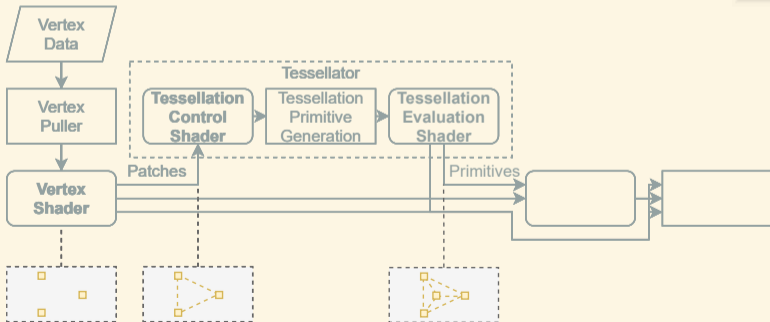 Vertex
Data
Tessellator
Vertex
Puller
Tessellation
Control
Shader
Tessellation
Primitive
Generation
Tessellation
Evaluation
Shader
Patches
Primitives
Vertex
Shader